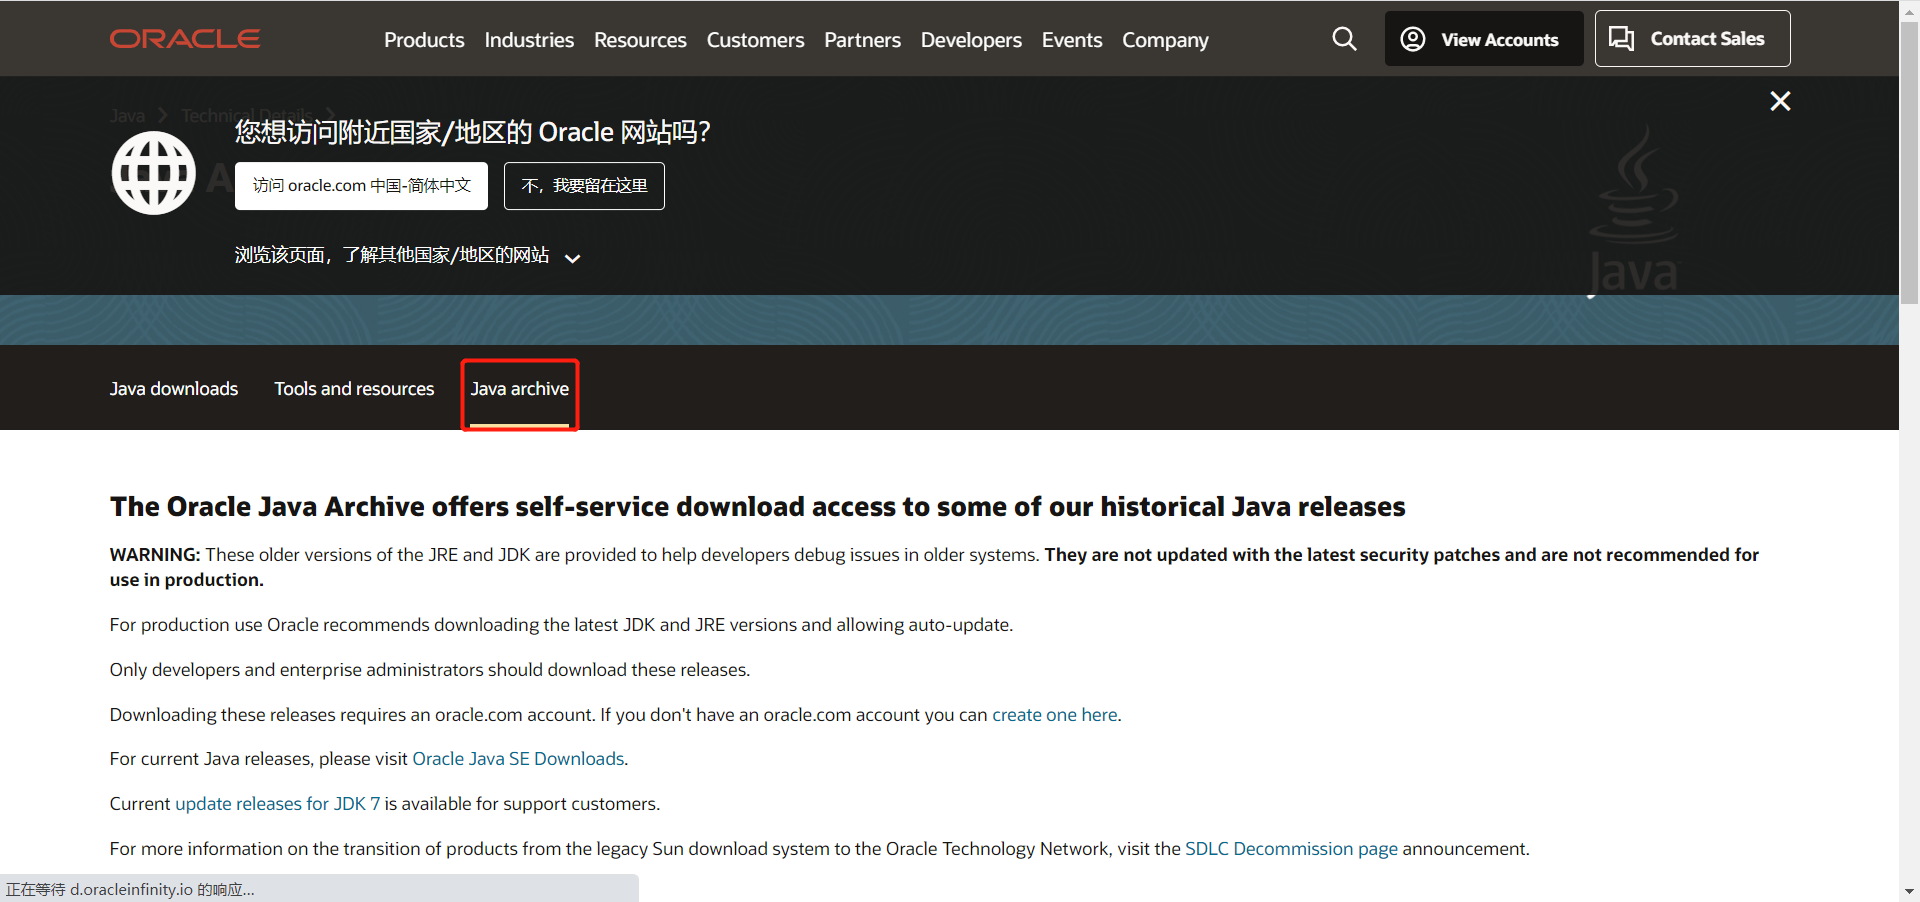 ORACLE
Products Industries Resources Customers Partners Developers Events Company
View Accounts
Contact Sales
Java Technical Details
您想访问附近国家/地区的 Oracle 网站吗?
访问 oracle.com 中国-简体中文
不，我要留在这里
浏览该页面，了解其他国家/地区的网站
Java
Java downloads Tools and resources Java archive
The Oracle Java Archive offers self-service download access to some of our historical Java releases
WARNING: These older versions of the JRE and JDK are provided to help developers debug issues in older systems. They are not updated with the latest security patches and are not recommended for
use in production.
For production use Oracle recommends downloading the latest JDK and JRE versions and allowing auto-update.
Only developers and enterprise administrators should download these releases.
Downloading these releases requires an oracle.com account. If you don't have an oracle.com account you can create one here.
For current Java releases, please visit Oracle Java SE Downloads.
Current update releases for JDK 7 is available for support customers.
For more information on the transition of products from the legacy Sun download system to the Oracle Technology Network, visit the SDLC Decommission page announcement.
正在等待 d.oracleinfinity.io 的响应...